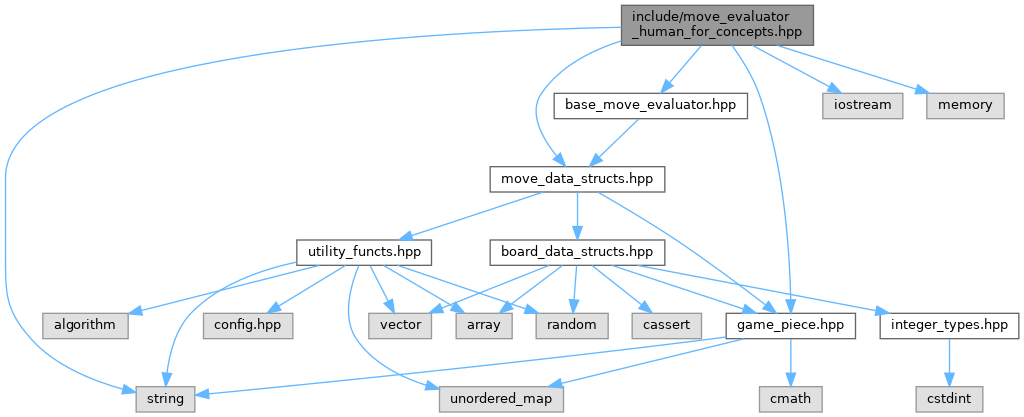 include/move_evaluator
_human_for_concepts.hpp
base_move_evaluator.hpp
iostream
memory
move_data_structs.hpp
utility_functs.hpp
board_data_structs.hpp
algorithm
config.hpp
vector
array
random
cassert
game_piece.hpp
integer_types.hpp
string
unordered_map
cmath
cstdint